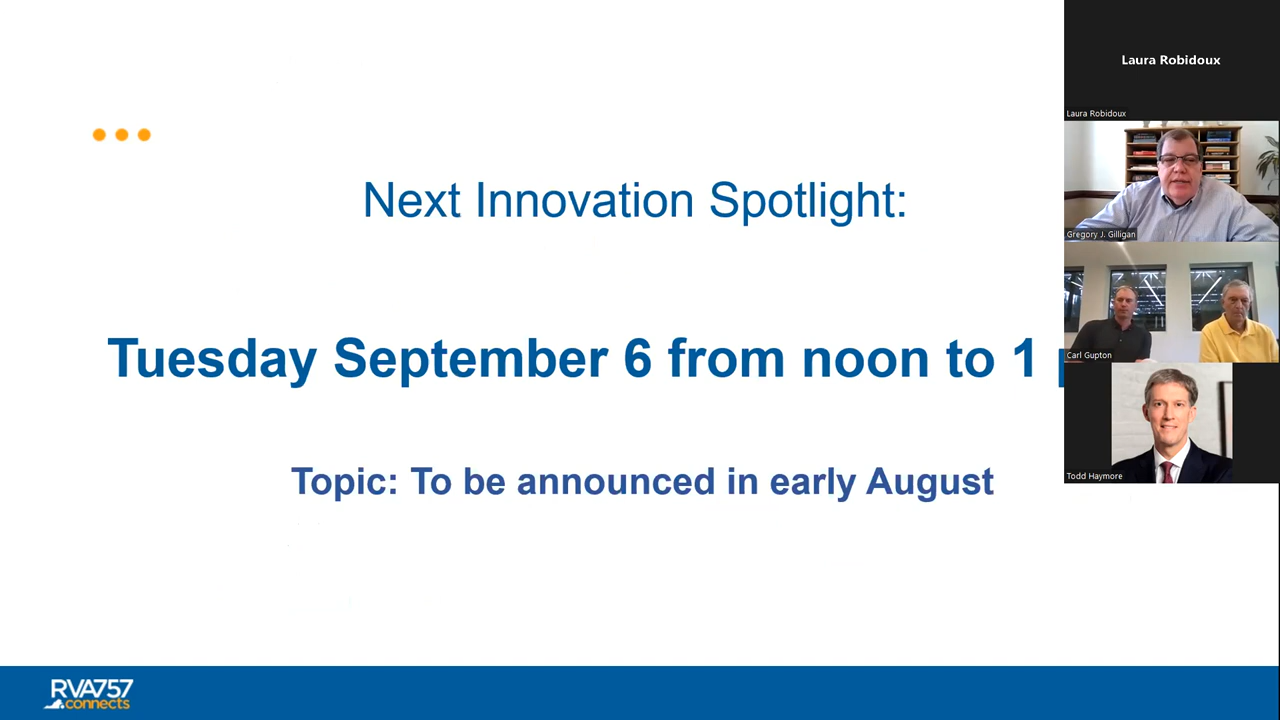 Next Innovation Spotlight:
Tuesday September 6 from noon to 1
Topic: To be announced in early August
RVA757
connects
Laura Robidoux
Laura Robidoux
Gregory J. Gilligan
Carl Gupton
Todd Haymore